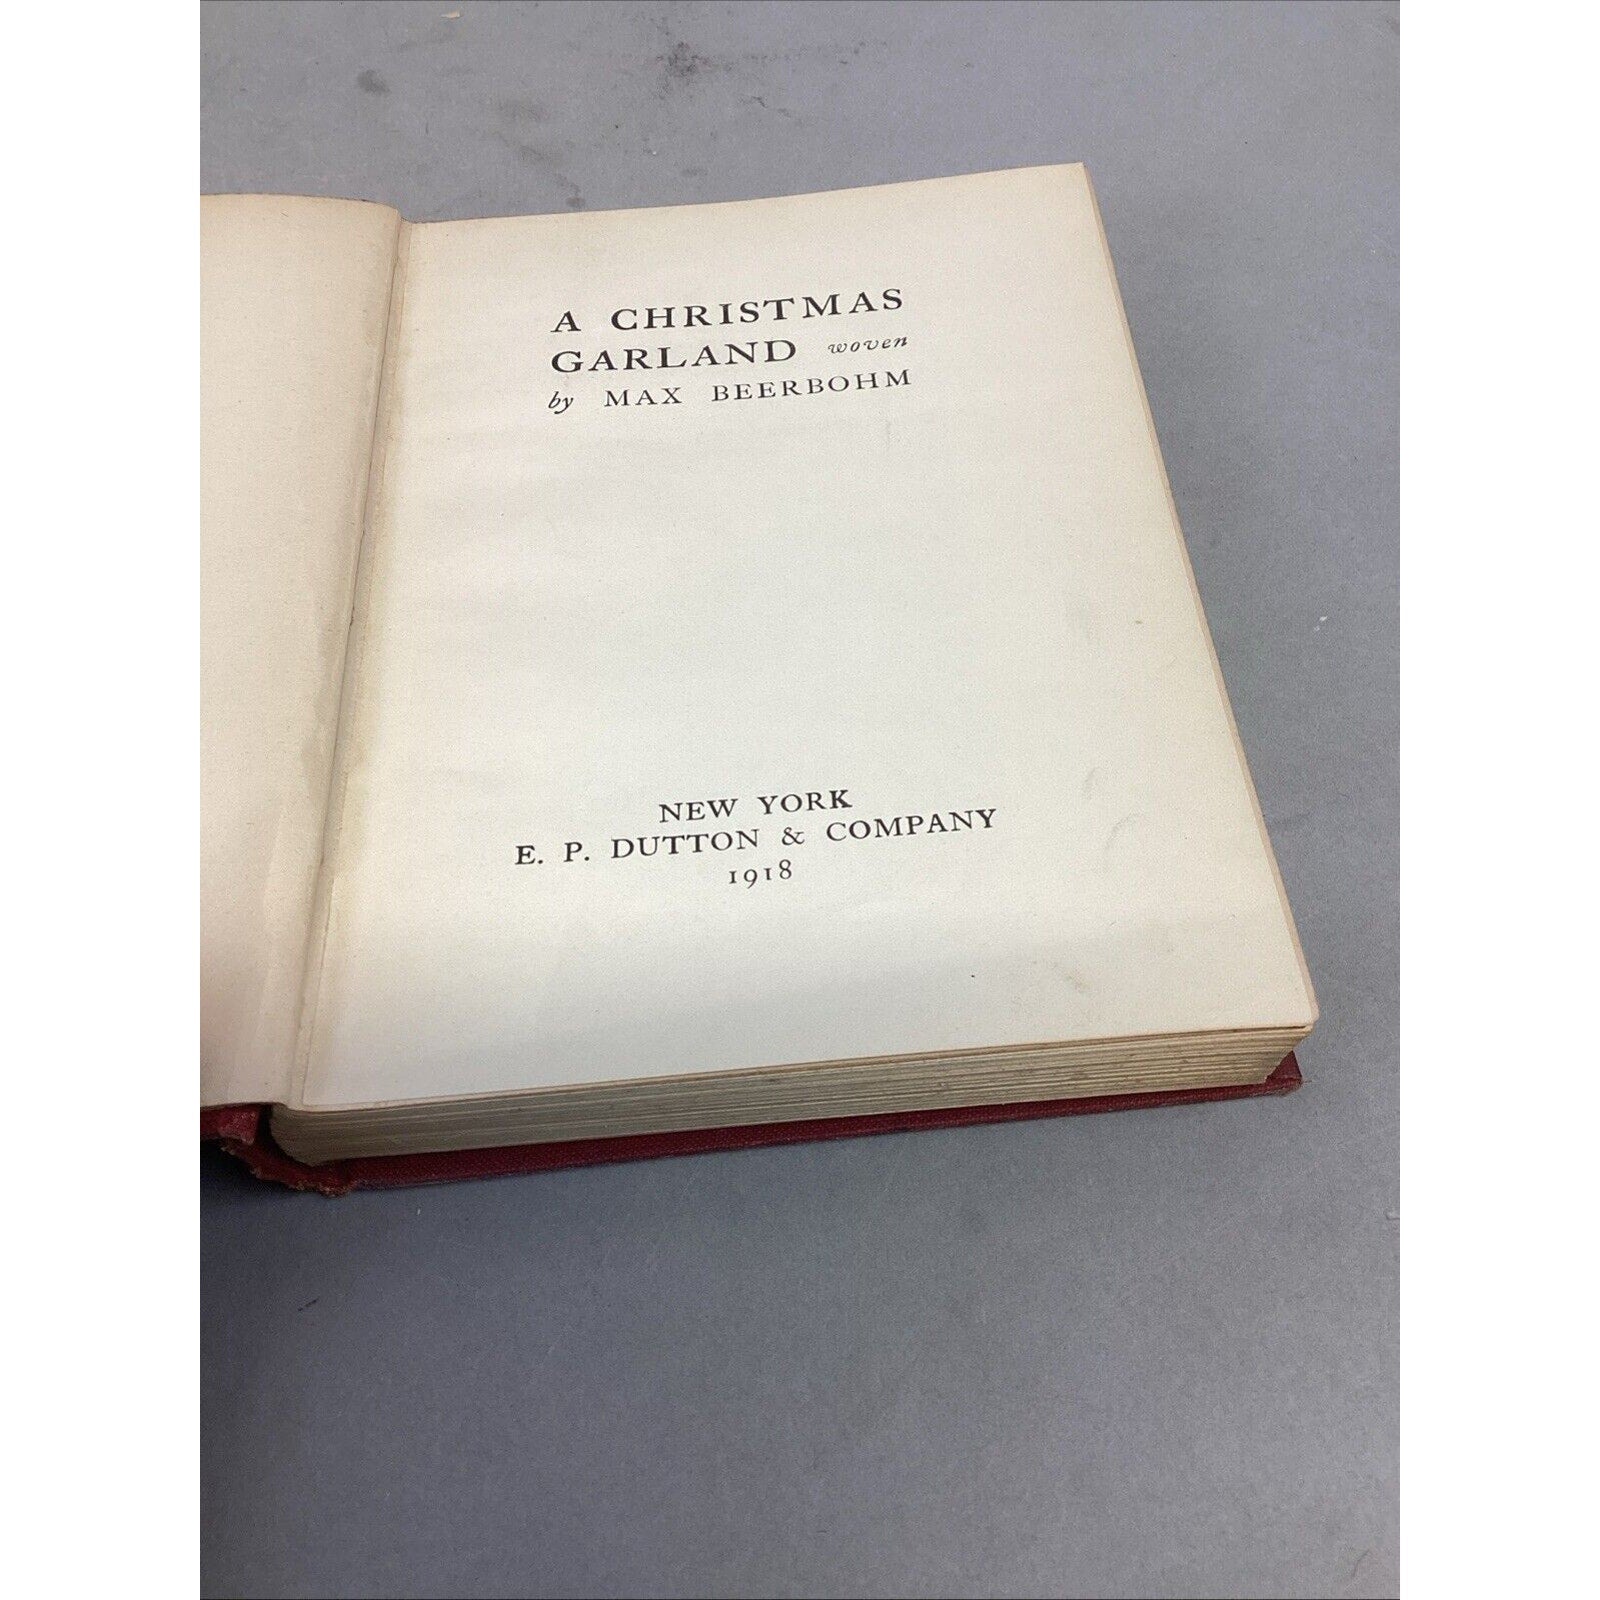 A CHRISTMAS
GARLAND woven
by MAX BEERBOHM
NEW YORK
E. P. DUTTON & COMPANY
1918